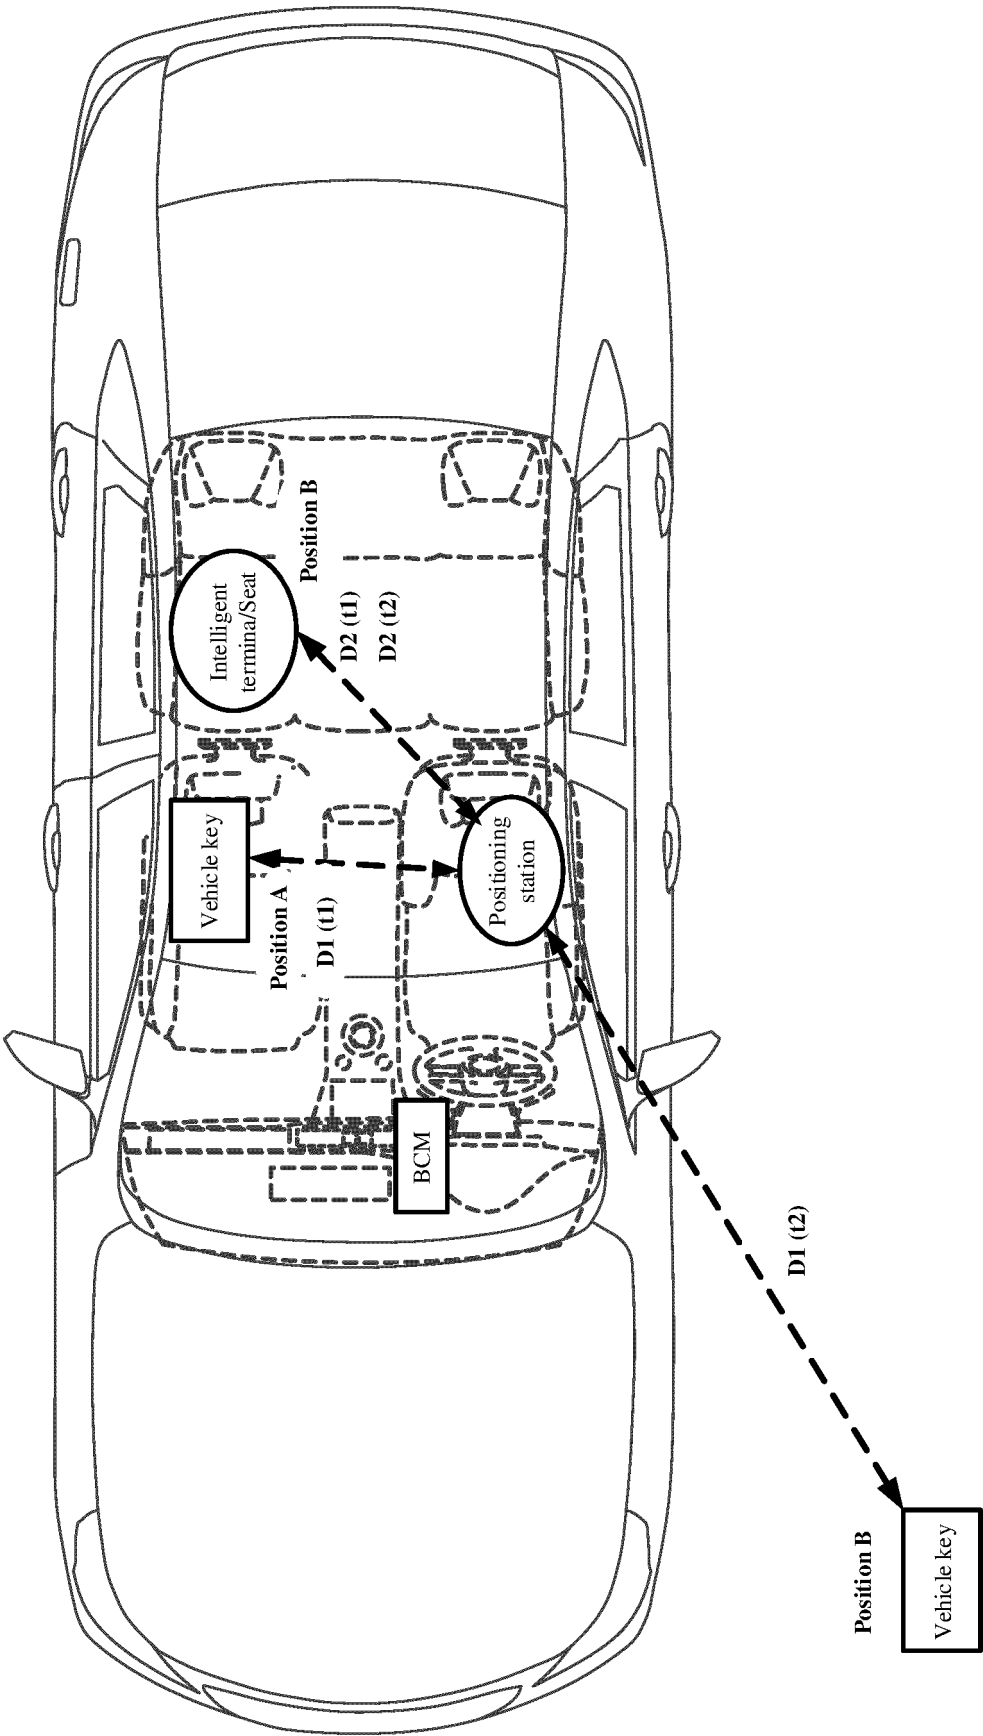 Position B
Intelligent
termina/Seat
D2 (t1)
D2 (t2)
Vehicle key
Position A
D1 (t1)
Positioning
station
BCM
D1 (t2)
Position B
Vehicle key